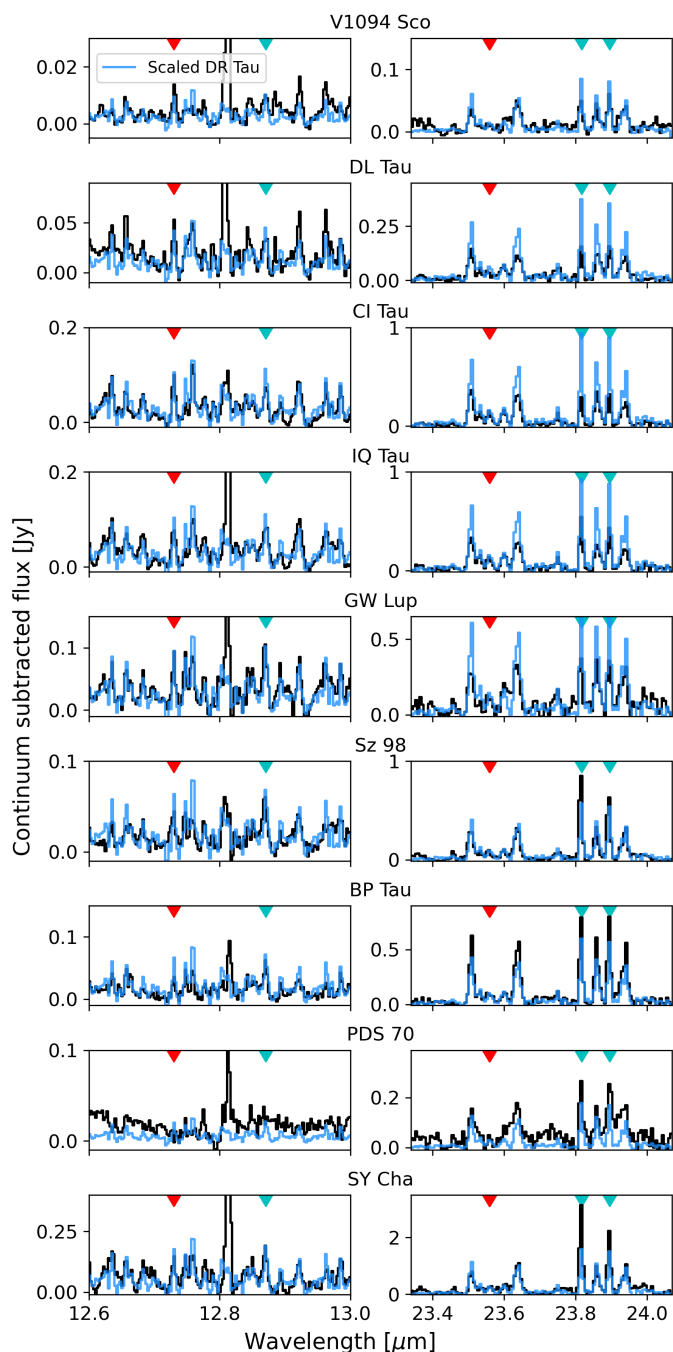 V1094 Sco
0.02
0.00
Scaled DR Tau
0.1
0.0
DL Tau
0.05
0.00
0.25
0.00
CI Tau
0.2
0.0
1
0
IQ Tau
0.2
0.0
1
0
GW Lup
0.1
0.0
0.5
0.0
Sz 98
0.1
0.0
1
0
BP Tau
0.1
0.0
0.5
0.0
PDS 70
0.1
0.0
0.2
0.0
SY Cha
0.25
0.00
2
0
12.6 12.8 13.0 23.4 23.6 23.8 24.0
Wavelength [μm]
Continuum subtracted flux [Jy]